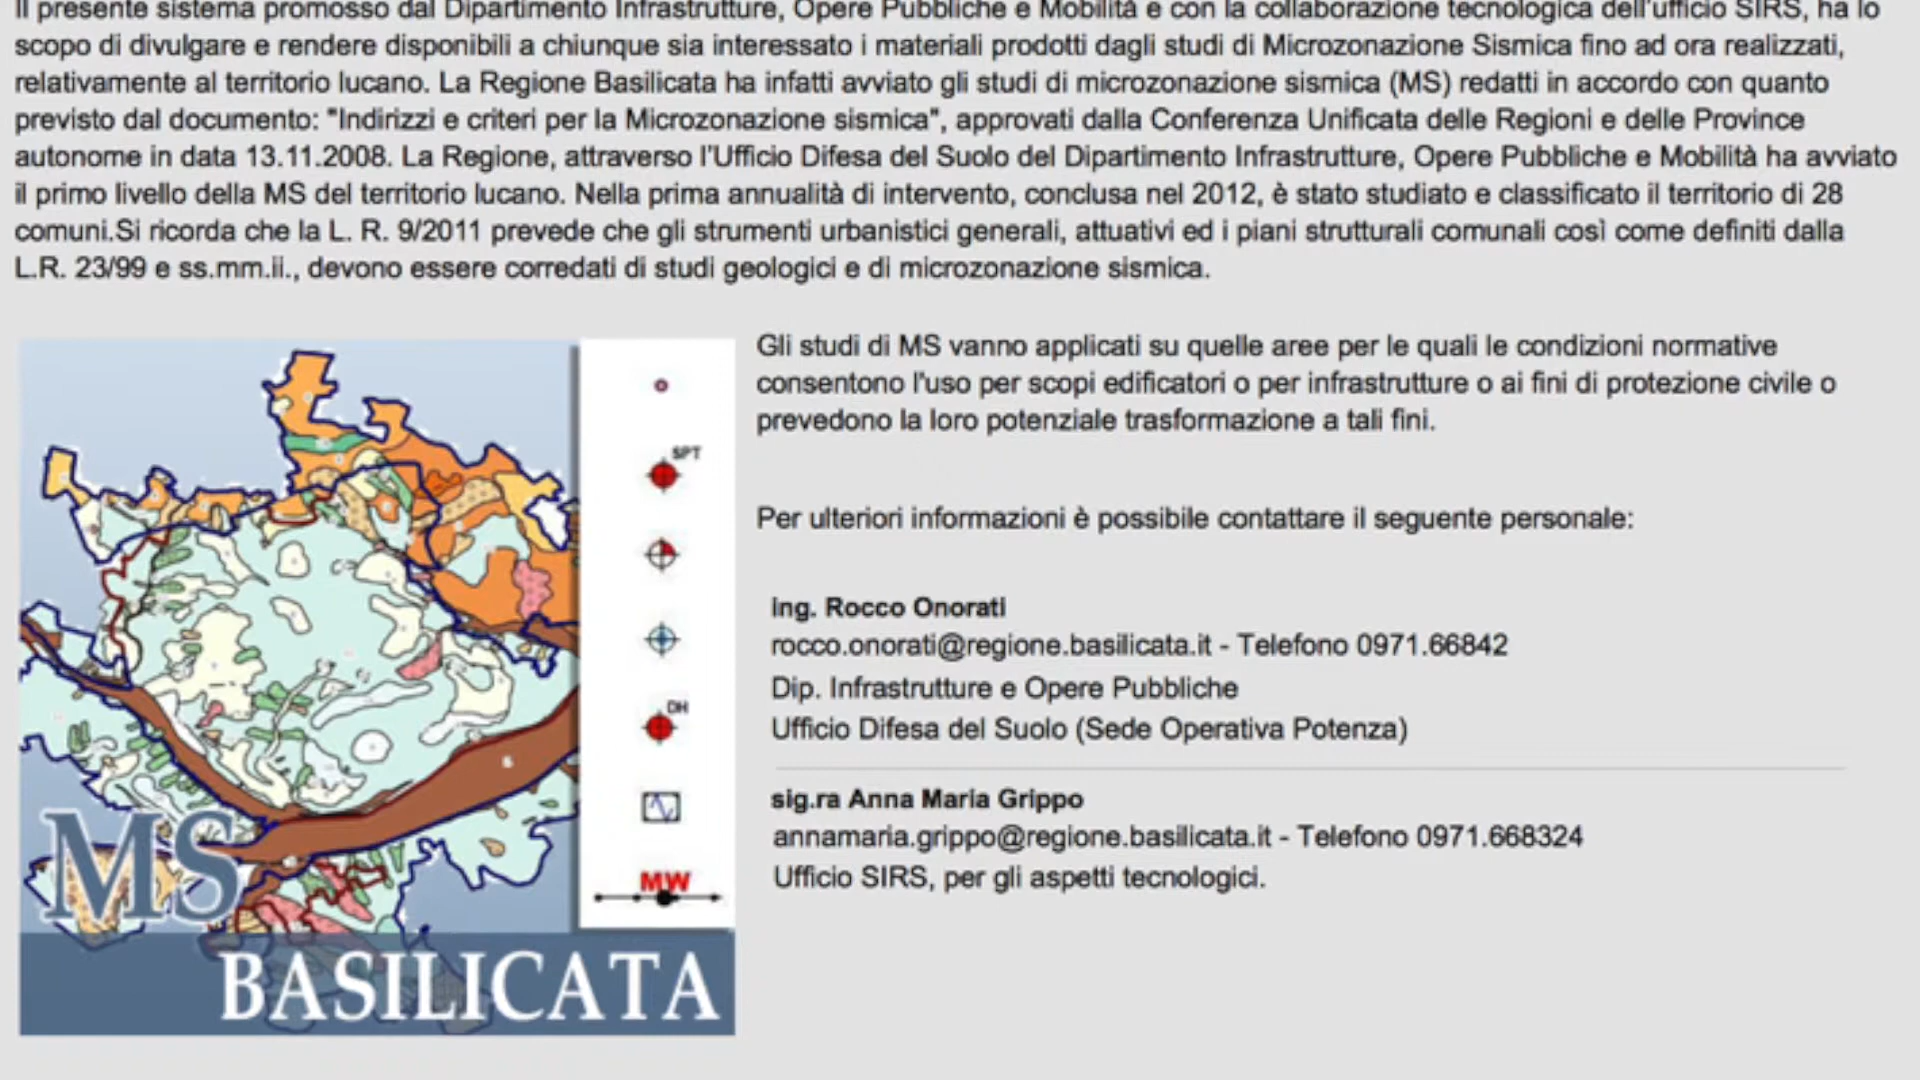 Il presente sistema promosso dal Dipartimento Infrastrutture, Opere Pubbliche e Mobilità e con la collaborazione tecnologica dell'ufficio SIRS, ha lo
scopo di divulgare e rendere disponibili a chiunque sia interessato i materiali prodotti dagli studi di Microzonazione Sismica fino ad ora realizzati,
relativamente al territorio lucano. La Regione Basilicata ha infatti avviato gli studi di microzonazione sismica (MS) redatti in accordo con quanto
previsto dal documento: "Indirizzi e criteri per la Microzonazione sismica", approvati dalla Conferenza Unificata delle Regioni e delle Province
autonome in data 13.11.2008. La Regione, attraverso l'Ufficio Difesa del Suolo del Dipartimento Infrastrutture, Opere Pubbliche e Mobilità ha avviato
il primo livello della MS del territorio lucano. Nella prima annualità di intervento, conclusa nel 2012, è stato studiato e classificato il territorio di 28
comuni.Si ricorda che la L. R. 9/2011 prevede che gli strumenti urbanistici generali, attuativi ed i piani strutturali comunali così come definiti dalla
L.R. 23/99 e ss.mm.ii., devono essere corredati di studi geologici e di microzonazione sismica.
Gli studi di MS vanno applicati su quelle aree per le quali le condizioni normative
consentono l'uso per scopi edificatori o per infrastrutture o ai fini di protezione civile o
prevedono la loro potenziale trasformazione a tali fini.
Per ulteriori informazioni è possibile contattare il seguente personale:
ing. Rocco Onorati
rocco.onorati@regione.basilicata.it - Telefono 0971.66842
Dip. Infrastrutture e Opere Pubbliche
Ufficio Difesa del Suolo (Sede Operativa Potenza)
sig.ra Anna Maria Grippo
annamaria.grippo@regione.basilicata.it - Telefono 0971.668324
Ufficio SIRS, per gli aspetti tecnologici.
SPT
DH
MW
MS
BASILICATA